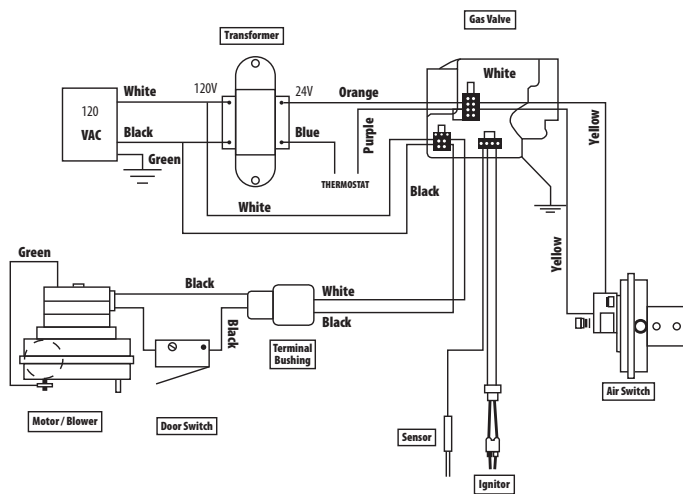 Gas Valve
Transformer
White
120V
24V
Orange
White
120
VAC
Black
Blue
Purple
Yellow
Green
THERMOSTAT
Black
White
Yellow
Green
Black
White
Black
Black
Terminal
Bushing
Air Switch
Motor / Blower
Door Switch
Sensor
Ignitor